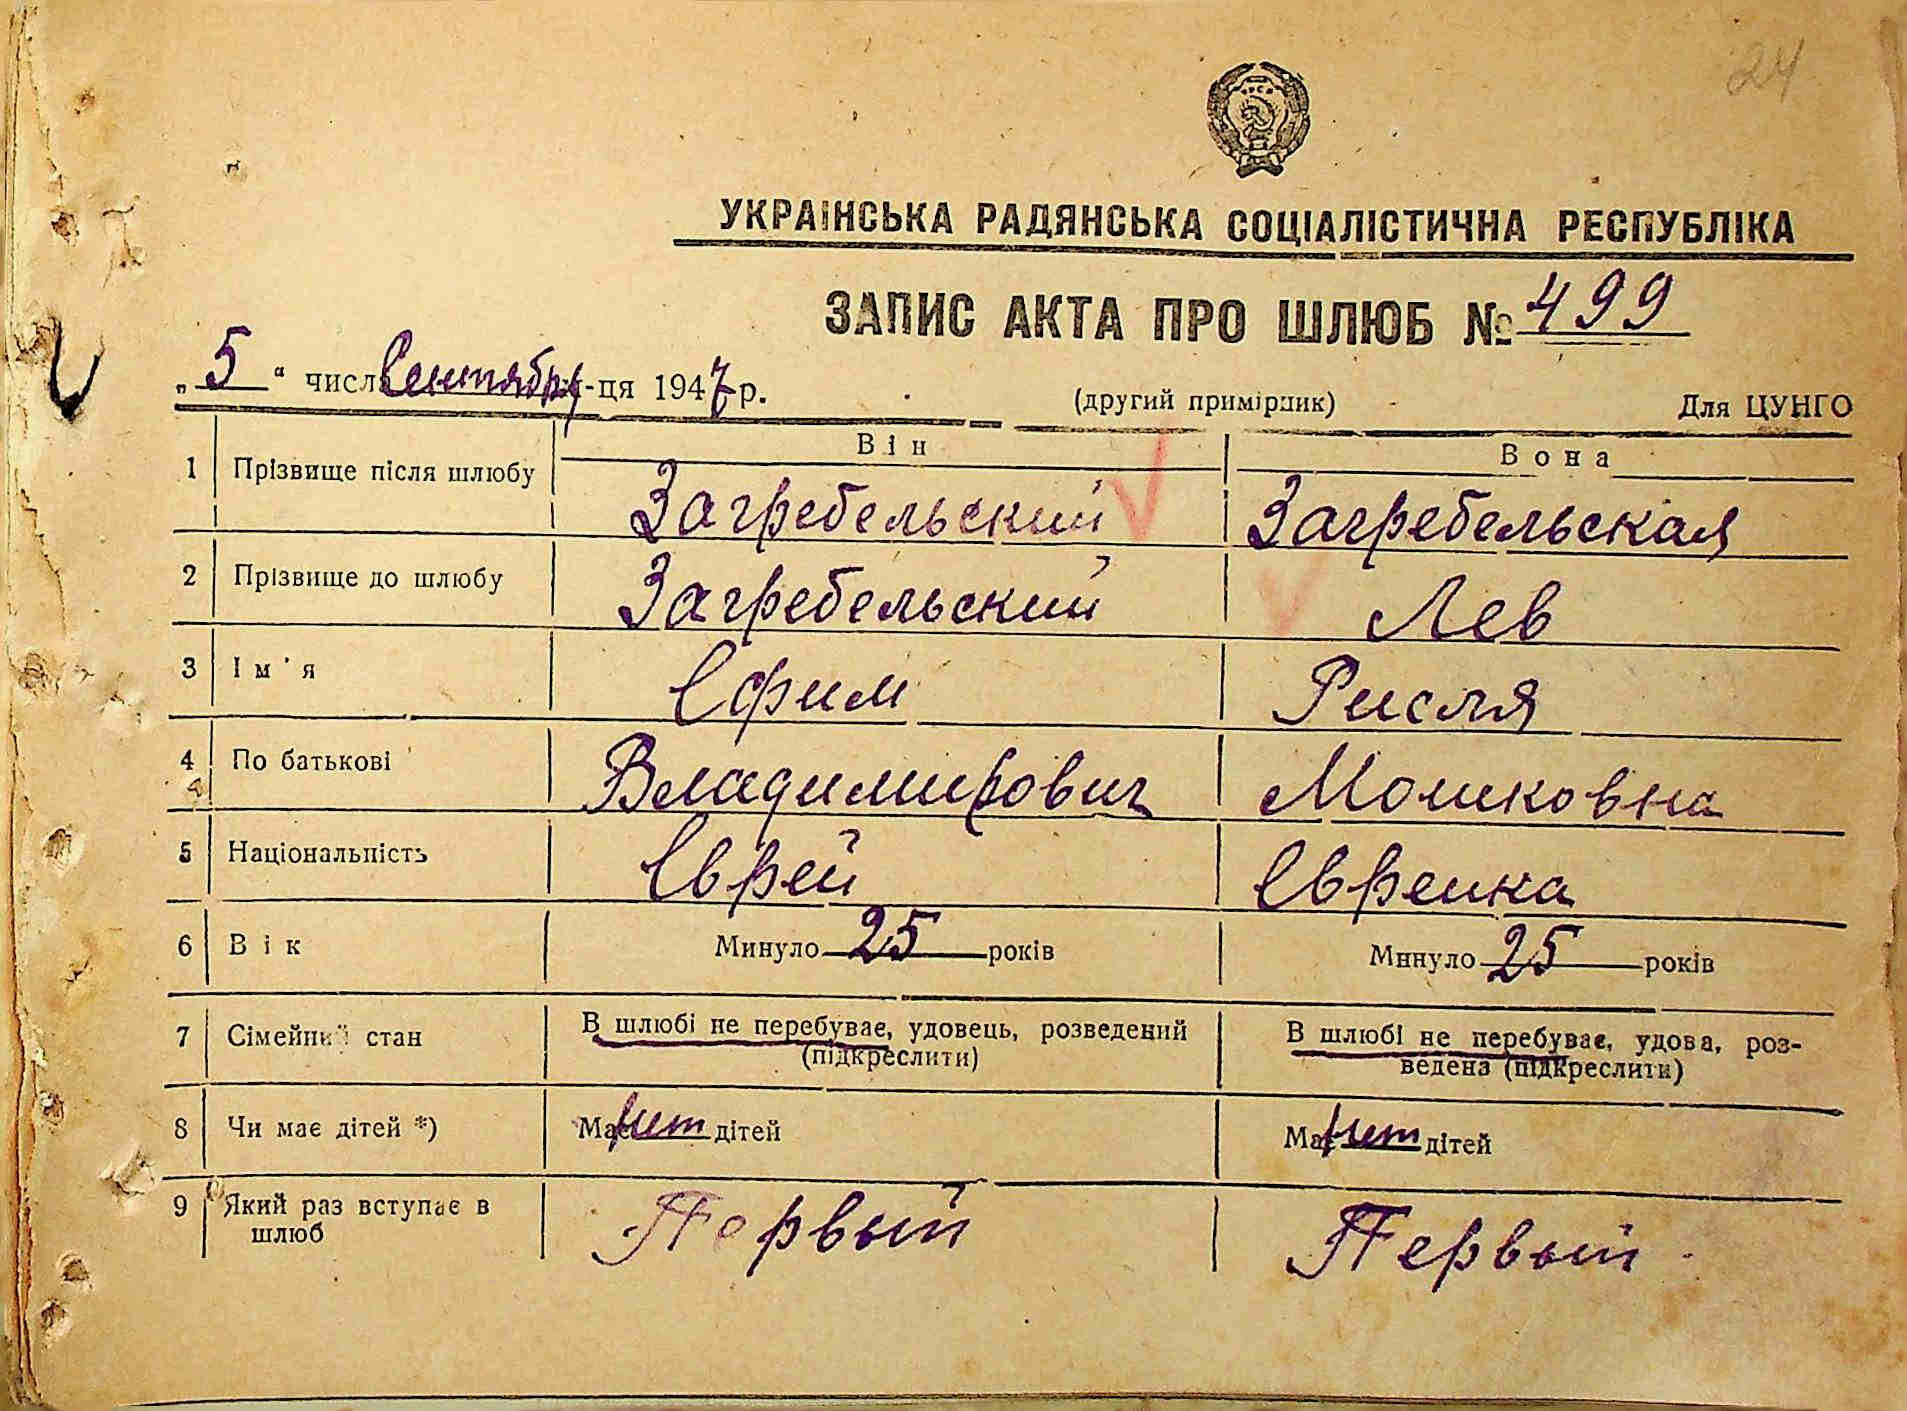 24
УКРАЇНСЬКА РАДЯНСЬКА СОЦІАЛІСТИЧНА РЕСПУБЛІКА
ЗАПИС АКТА ПРО ШЛЮБ № 499
„ 5 " числа Сентября м-ця 1947 р.
(другий примірник) Для ЦУНГО
Він Вона
1 Прізвище після шлюбу Загребельский Загребельская
2 Прізвище до шлюбу Загребельский Лев
3 Ім'я Ефим Рисля
4 По батькові Владимирович Мошковна
5 Національність Еврей Еврейка
6 Вік Минуло 25 років Минуло 25 років
7 Сімейний стан В шлюбі не перебуває, удовець, розведений (підкреслити) В шлюбі не перебуває, удова, роз-
ведена (підкреслити)
8 Чи має дітей *) Має нет дітей Має нет дітей
9 Який раз вступає в Первый Первый
шлюб